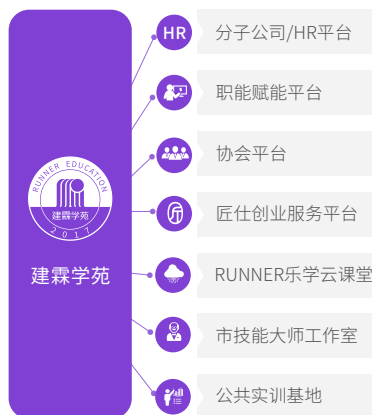 RUNNER EDUCATION
建霖学苑
2017
建霖学苑
HR
分子公司/HR平台
职能赋能平台
协会平台
匠仕创业服务平台
RUNNER乐学云课堂
市技能大师工作室
公共实训基地